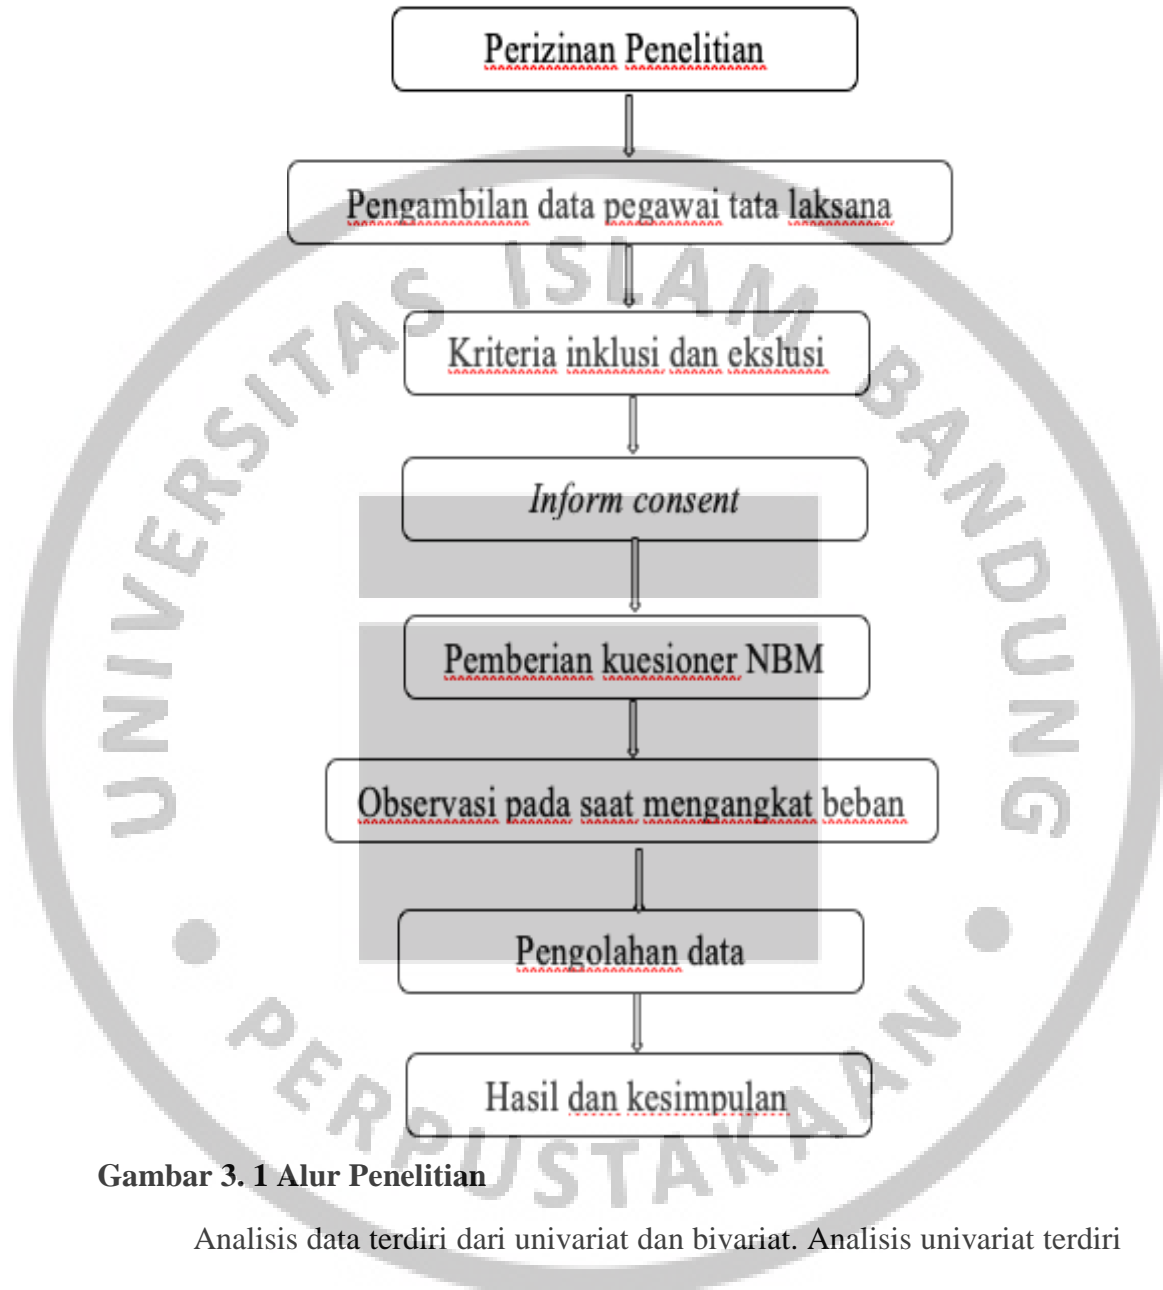 Perizinan Penelitian
Pengambilan data pegawai tata laksana
Kriteria inklusi dan ekslusi
Inform consent
Pemberian kuesioner NBM
Observasi pada saat mengangkat beban
Pengolahan data
Hasil dan kesimpulan
UNIVERSITAS ISLAM BANDUNG
PERPUSTAKAAN
Gambar 3. 1 Alur Penelitian
Analisis data terdiri dari univariat dan bivariat. Analisis univariat terdiri